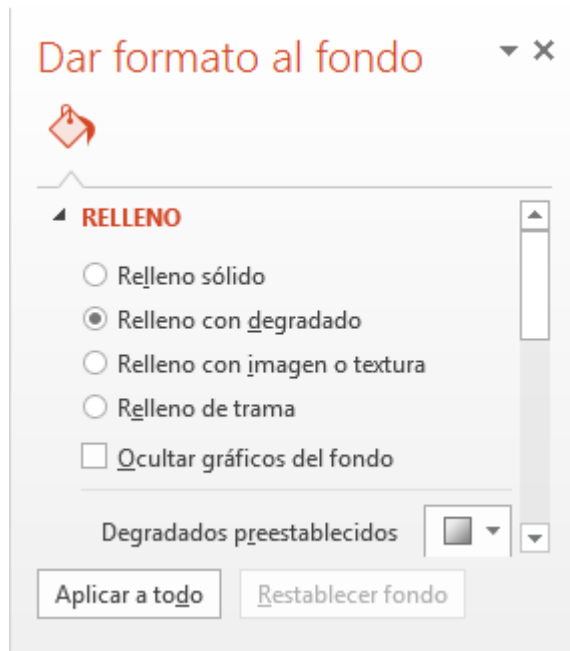 Dar formato al fondo
RELLENO
Relleno sólido
Relleno con degradado
Relleno con imagen o textura
Relleno de trama
Ocultar gráficos del fondo
Degradados preestablecidos
Aplicar a todo
Restablecer fondo